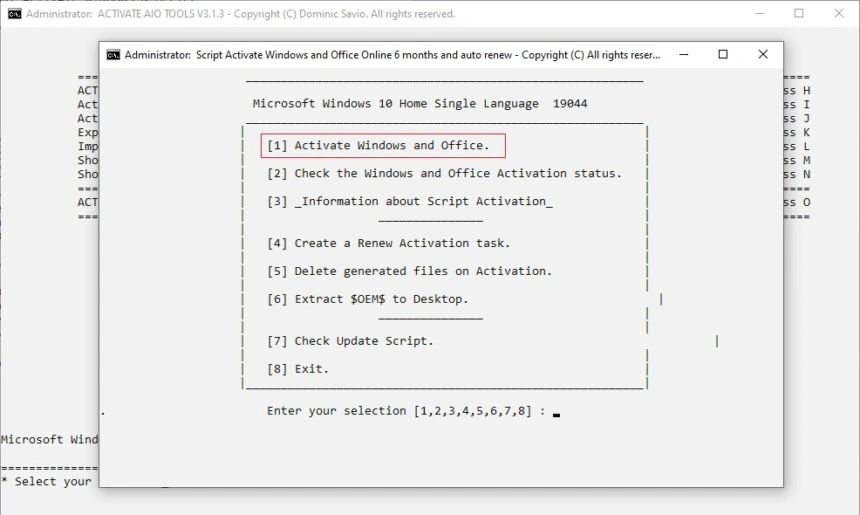 Administrator: ACTIVATE AIO TOOLS V3.1.3 - Copyright (C) Dominic Savio. All rights reserved.
Administrator: Script Activate Windows and Office Online 6 months and auto renew - Copyright (C) All rights reser...
Microsoft Windows 10 Home Single Language 19044
[1] Activate Windows and Office.
[2] Check the Windows and Office Activation status.
[3] _Information about Script Activation_
[4] Create a Renew Activation task.
[5] Delete generated files on Activation.
[6] Extract $OEM$ to Desktop.
[7] Check Update Script.
[8] Exit.
Enter your selection [1,2,3,4,5,6,7,8] :
ACT
Act
Act
Exp
Imp
Sho
Sho
ACT
ss H
ss I
ss J
ss K
ss L
ss M
ss N
ss O
Microsoft Wind
* Select your